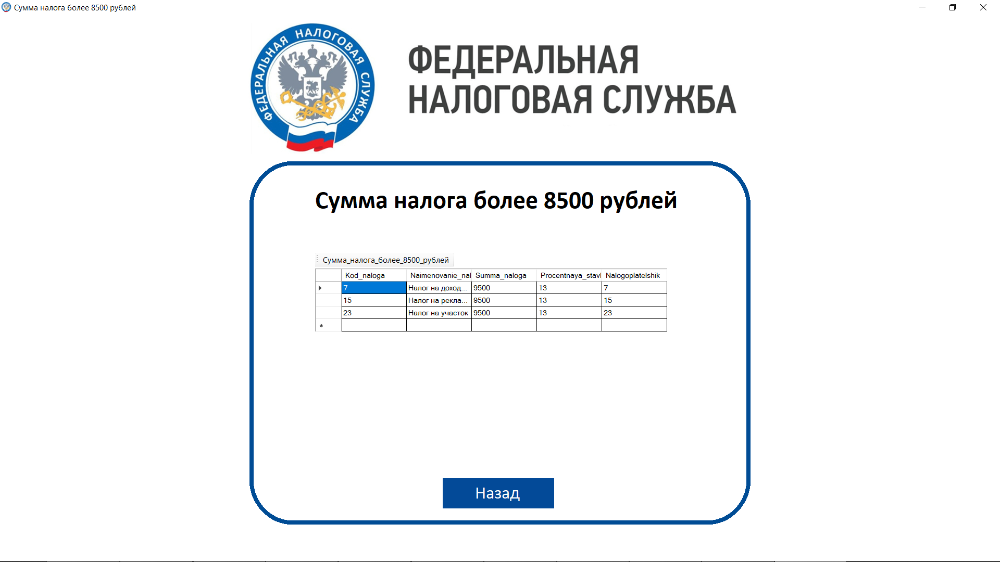 Сумма налога более 8500 рублей
ФЕДЕРАЛЬНАЯ НАЛОГОВАЯ СЛУЖБА
ФЕДЕРАЛЬНАЯ
НАЛОГОВАЯ СЛУЖБА
Сумма налога более 8500 рублей
Сумма_налога_более_8500_рублей
Kod_naloga Naimenovanie_nal Summa_naloga Procentnaya_stavl Nalogoplatelshik
7 Налог на доход... 9500 13 7
15 Налог на рекла... 9500 13 15
23 Налог на участок 9500 13 23
Назад